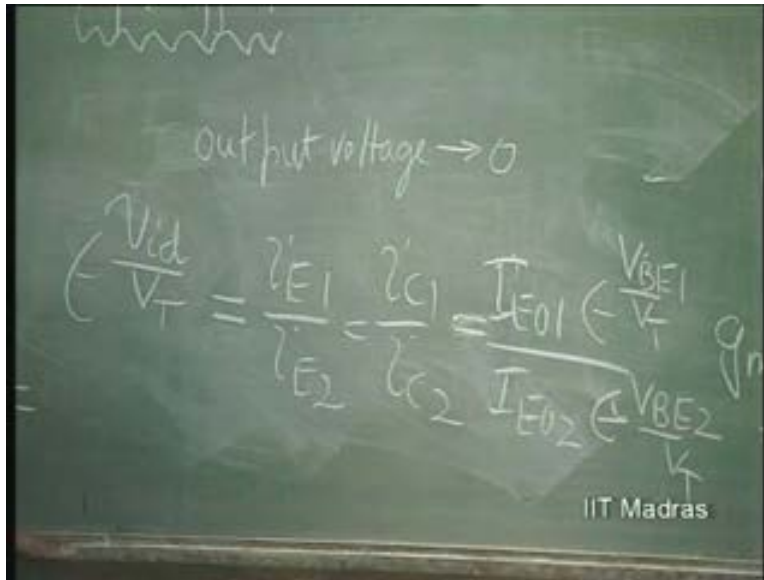 output voltage → 0
∈^(Vid/VT) = iE1/iE2 = iC1/iC2 = IE01 ∈^(VBE1/VT) / IE02 ∈^(VBE2/VT)
=
IIT Madras